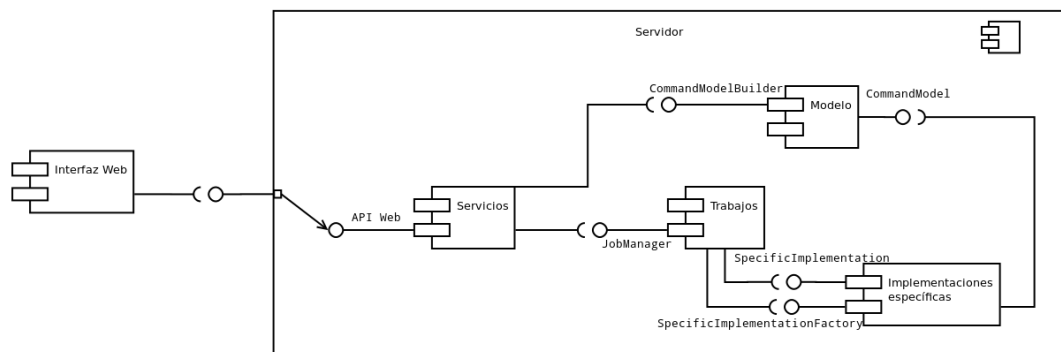 Servidor
CommandModelBuilder
Modelo
CommandModel
Interfaz Web
API Web
Servicios
Trabajos
JobManager
SpecificImplementation
Implementaciones
específicas
SpecificImplementationFactory